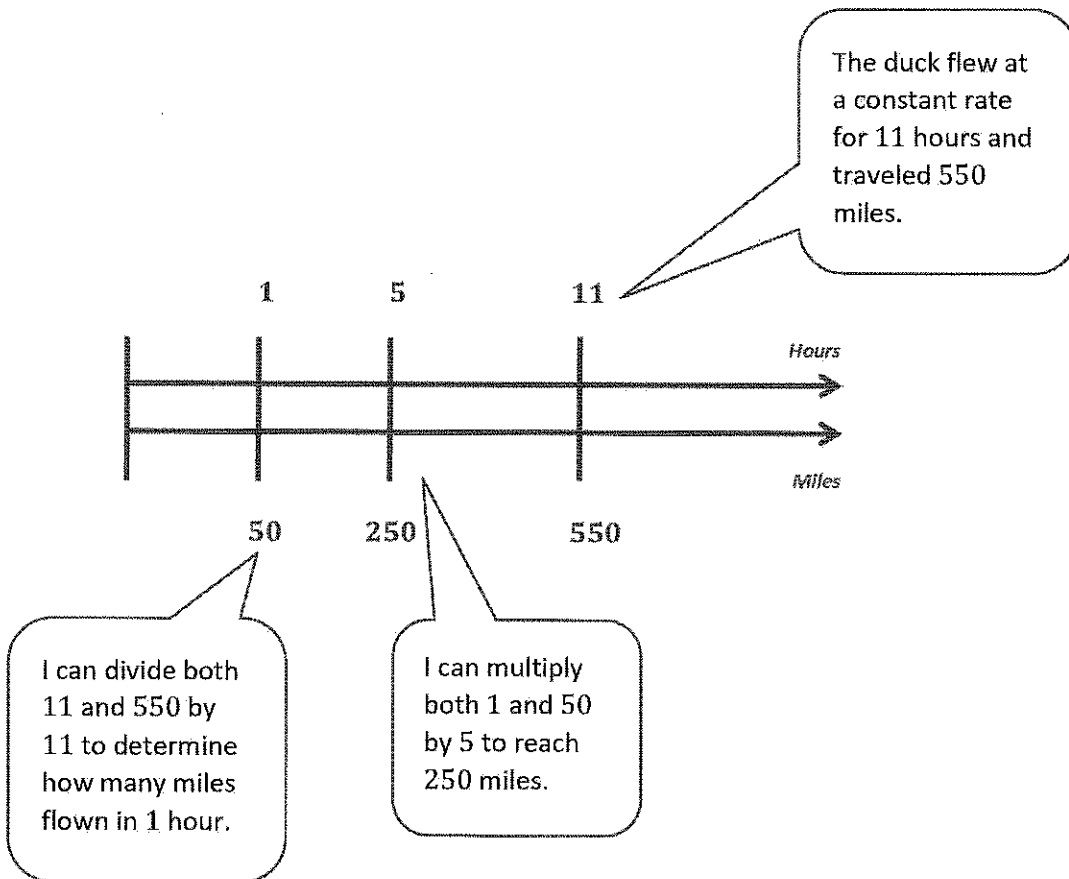 The duck flew at
a constant rate
for 11 hours and
traveled 550
miles.
1 5 11
Hours
Miles
50 250 550
I can divide both
11 and 550 by
11 to determine
how many miles
flown in 1 hour.
I can multiply
both 1 and 50
by 5 to reach
250 miles.